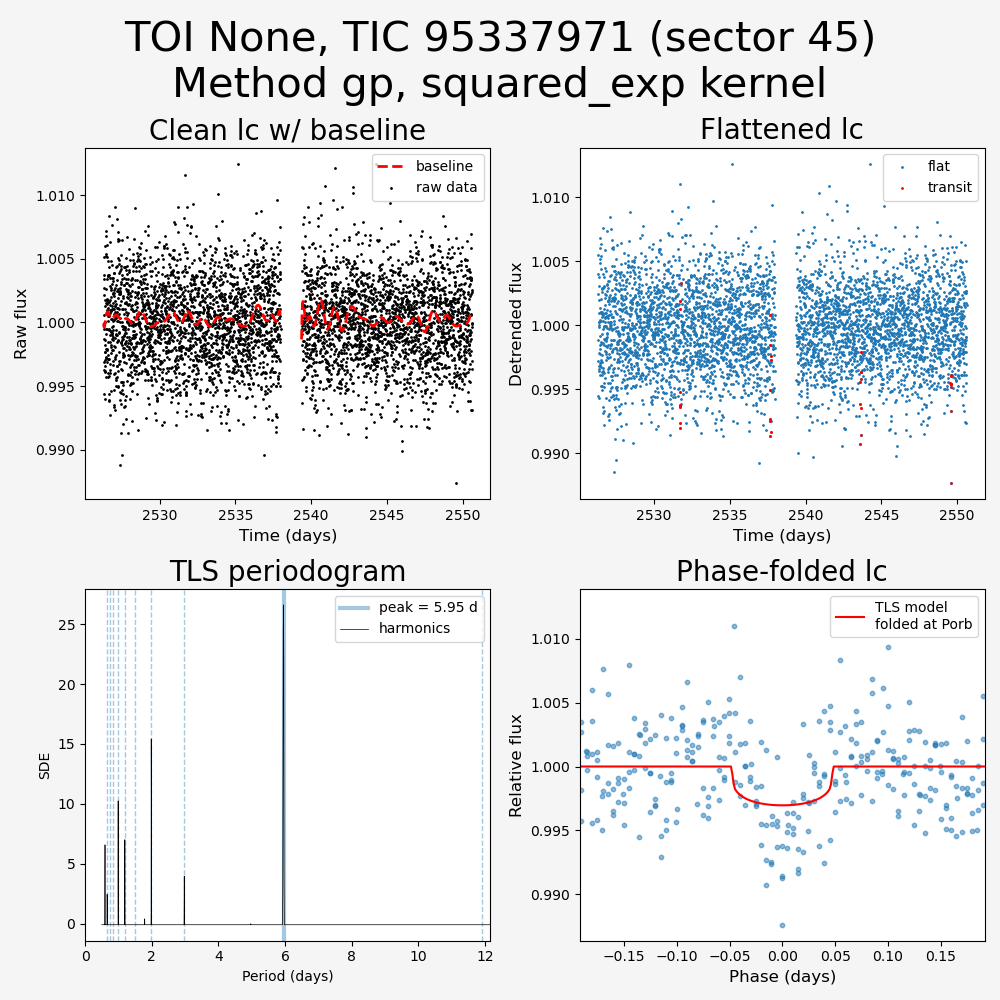 TOI None, TIC 95337971 (sector 45)
Method gp, squared_exp kernel
Clean lc w/ baseline
baseline
raw data
1.010
1.005
1.000
0.995
0.990
Raw flux
2530
2535
2540
2545
2550
Time (days)
Flattened lc
flat
transit
1.010
1.005
1.000
0.995
0.990
Detrended flux
2530
2535
2540
2545
2550
Time (days)
TLS periodogram
peak = 5.95 d
harmonics
25
20
15
10
5
0
SDE
0
2
4
6
8
10
12
Period (days)
Phase-folded lc
TLS model
folded at Porb
1.010
1.005
1.000
0.995
0.990
Relative flux
−0.15
−0.10
−0.05
0.00
0.05
0.10
0.15
Phase (days)